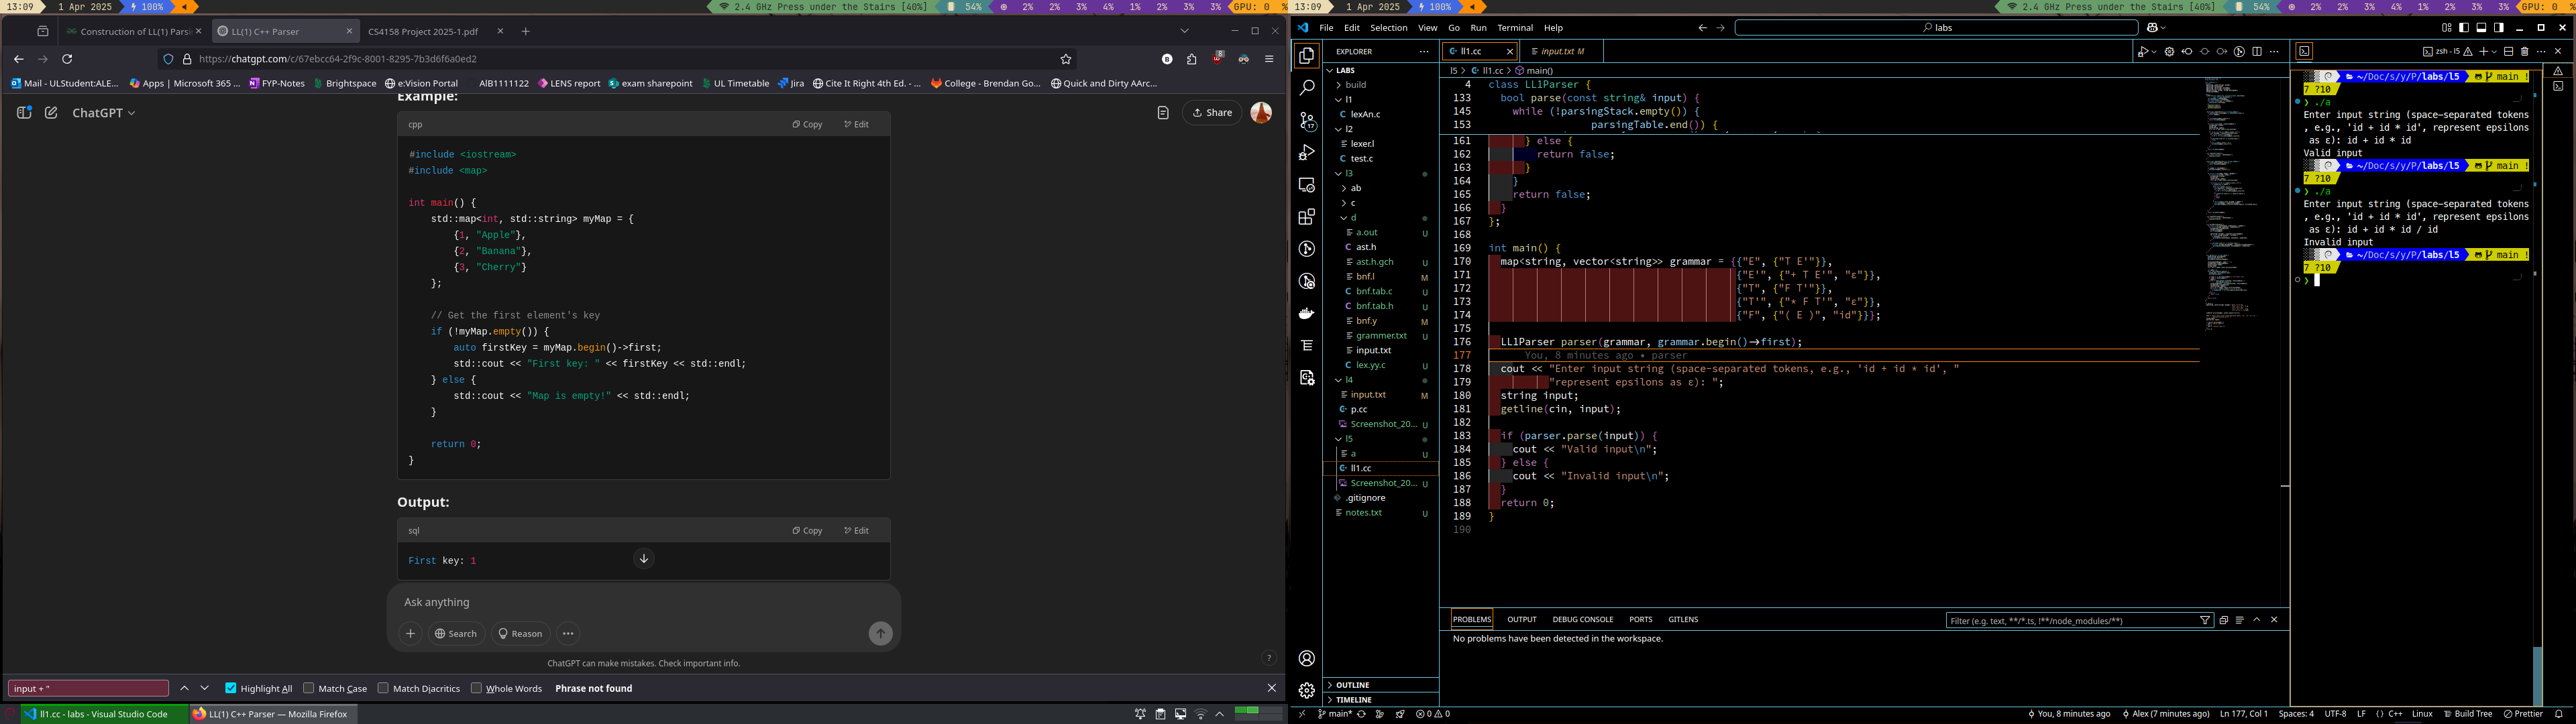 13:09 1 Apr 2025 100% 2.4 GHz Press under the Stairs [40%] 54% 2% 2% 3% 4% 1% 2% 3% 3% GPU: 0 %
Construction of LL(1) Parsi
LL(1) C++ Parser
CS4158 Project 2025-1.pdf
https://chatgpt.com/c/67ebcc64-2f9c-8001-8295-7b3d6f6a0ed2
Mail - ULStudent:ALE... Apps | Microsoft 365 ... FYP-Notes Brightspace e:Vision Portal AIB1111122 LENS report exam sharepoint UL Timetable Jira Cite It Right 4th Ed. - ... College - Brendan Go... Quick and Dirty AArc...
ChatGPT
Share
Example:
cpp
Copy
Edit
#include <iostream>
#include <map>
int main() {
std::map<int, std::string> myMap = {
{1, "Apple"},
{2, "Banana"},
{3, "Cherry"}
};
// Get the first element's key
if (!myMap.empty()) {
auto firstKey = myMap.begin()->first;
std::cout << "First key: " << firstKey << std::endl;
} else {
std::cout << "Map is empty!" << std::endl;
}
return 0;
}
Output:
sql
Copy
Edit
First key: 1
Ask anything
Search
Reason
ChatGPT can make mistakes. Check important info.
?
input + "
Highlight All
Match Case
Match Diacritics
Whole Words
Phrase not found
ll1.cc - labs - Visual Studio Code
LL(1) C++ Parser — Mozilla Firefox
13:09 1 Apr 2025 100% 2.4 GHz Press under the Stairs [40%] 54% 2% 2% 3% 4% 1% 2% 3% 3% GPU: 0 %
File Edit Selection View Go Run Terminal Help
labs
17
EXPLORER
LABS
build
l1
lexAn.c
l2
lexer.l
test.c
l3
ab
c
d
a.out U
ast.h
ast.h.gch U
bnf.l M
bnf.tab.c U
bnf.tab.h U
bnf.y M
grammer.txt U
input.txt
lex.yy.c U
l4
input.txt M
p.cc
Screenshot_20... U
l5
a U
ll1.cc
Screenshot_20... U
.gitignore
notes.txt U
OUTLINE
TIMELINE
ll1.cc
input.txt M
l5 > ll1.cc > main()
4 class LL1Parser {
133 bool parse(const string& input) {
145 while (!parsingStack.empty()) {
153 parsingTable.end()) {
161 } else {
162 return false;
163 }
164 }
165 return false;
166 }
167 };
168
169 int main() {
170 map<string, vector<string>> grammar = {{"E", {"T E'"}},
171 {"E'", {"+ T E'", "ε"}},
172 {"T", {"F T'"}},
173 {"T'", {"* F T'", "ε"}},
174 {"F", {"( E )", "id"}}};
175
176 LL1Parser parser(grammar, grammar.begin()->first);
177 You, 8 minutes ago • parser
178 cout << "Enter input string (space-separated tokens, e.g., 'id + id * id', "
179 "represent epsilons as ε): ";
180 string input;
181 getline(cin, input);
182
183 if (parser.parse(input)) {
184 cout << "Valid input\n";
185 } else {
186 cout << "Invalid input\n";
187 }
188 return 0;
189 }
190
PROBLEMS OUTPUT DEBUG CONSOLE PORTS GITLENS
Filter (e.g. text, **/*.ts, !**/node_modules/**)
No problems have been detected in the workspace.
zsh - l5
~/Doc/s/y/P/labs/l5 main !
7 ?10
❯ ./a
Enter input string (space-separated tokens
, e.g., 'id + id * id', represent epsilons
as ε): id + id * id
Valid input
~/Doc/s/y/P/labs/l5 main !
7 ?10
❯ ./a
Enter input string (space-separated tokens
, e.g., 'id + id * id', represent epsilons
as ε): id + id * id / id
Invalid input
~/Doc/s/y/P/labs/l5 main !
7 ?10
❯
main* 0 0 You, 8 minutes ago Alex (7 minutes ago) Ln 177, Col 1 Spaces: 4 UTF-8 LF {} C++ Linux Build Tree Prettier